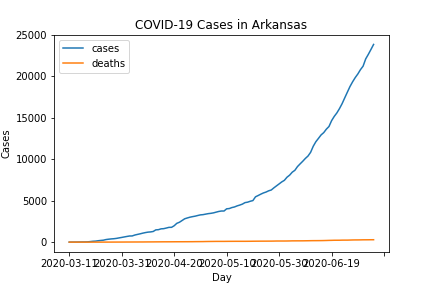 COVID-19 Cases in Arkansas
cases
deaths
25000
20000
15000
10000
5000
0
Cases
2020-03-11 2020-03-31 2020-04-20 2020-05-10 2020-05-30 2020-06-19
Day